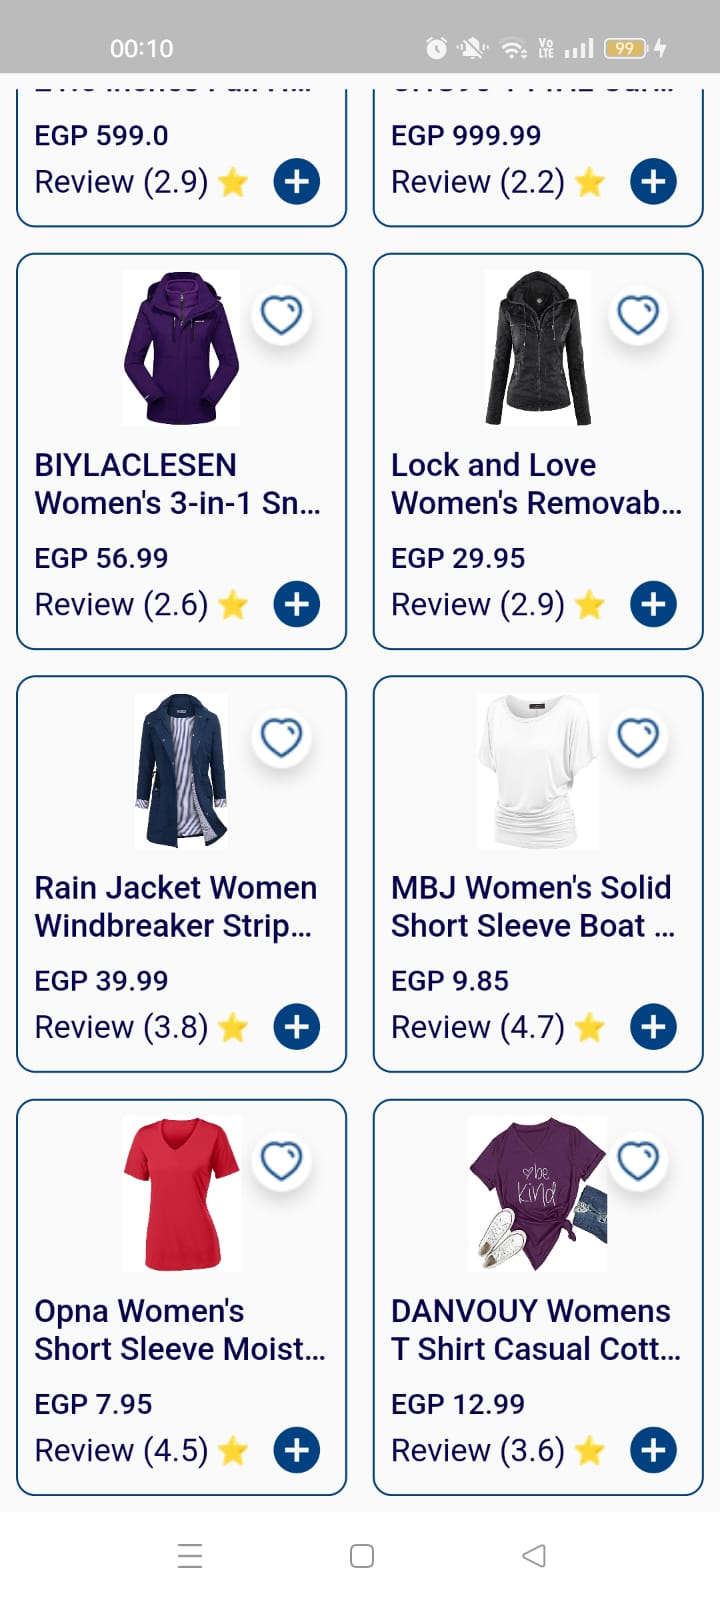 00:10
Vo
LTE
99
EGP 599.0
EGP 999.99
Review (2.9)
Review (2.2)
BIYLACLESEN
Women's 3-in-1 Sn...
EGP 56.99
Review (2.6)
Lock and Love
Women's Removab...
EGP 29.95
Review (2.9)
Rain Jacket Women
Windbreaker Strip...
EGP 39.99
Review (3.8)
MBJ Women's Solid
Short Sleeve Boat ...
EGP 9.85
Review (4.7)
Opna Women's
Short Sleeve Moist...
EGP 7.95
Review (4.5)
be
kind
DANVOUY Womens
T Shirt Casual Cott...
EGP 12.99
Review (3.6)